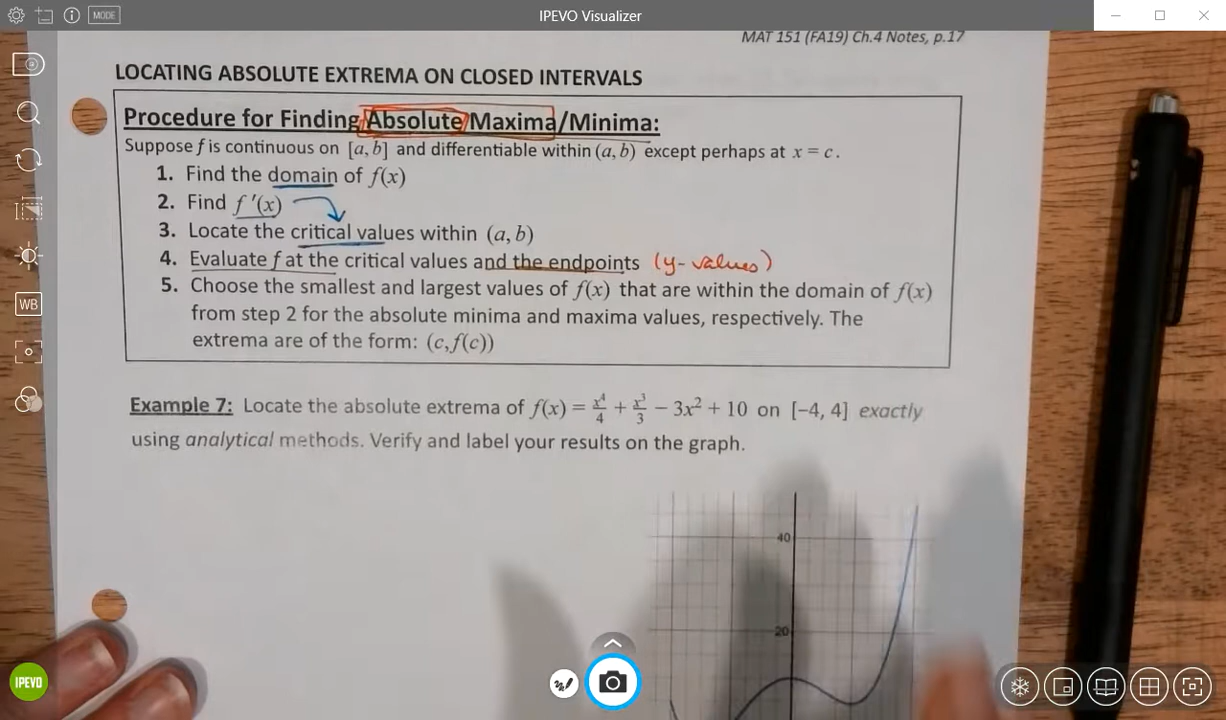 IPEVO Visualizer
MODE
MAT 151 (FA19) Ch.4 Notes, p.17
LOCATING ABSOLUTE EXTREMA ON CLOSED INTERVALS
Procedure for Finding Absolute Maxima/Minima:
Suppose f is continuous on [a, b] and differentiable within (a, b) except perhaps at x = c.
1. Find the domain of f(x)
2. Find f '(x)
3. Locate the critical values within (a, b)
4. Evaluate f at the critical values and the endpoints (y-values)
5. Choose the smallest and largest values of f(x) that are within the domain of f(x)
from step 2 for the absolute minima and maxima values, respectively. The
extrema are of the form: (c, f(c))
Example 7: Locate the absolute extrema of f(x) = x⁴/4 + x³/3 − 3x² + 10 on [−4, 4] exactly
using analytical methods. Verify and label your results on the graph.
40
20
WB
IPEVO